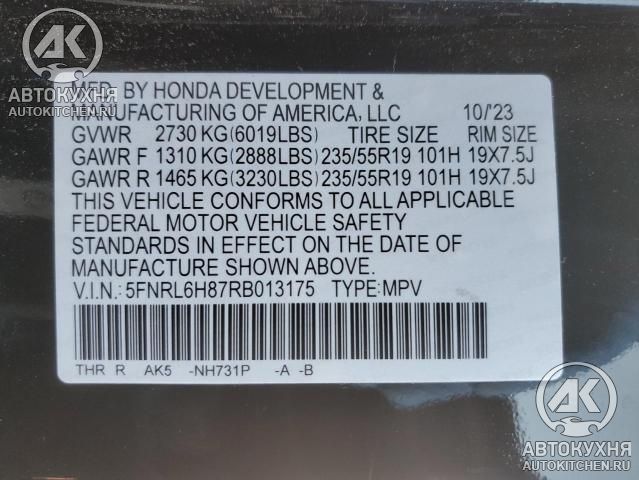 АК
АВТОКУХНЯ
AUTOKITCHEN.RU
MFD. BY HONDA DEVELOPMENT &
MANUFACTURING OF AMERICA, LLC 10/'23
GVWR 2730 KG(6019LBS) TIRE SIZE RIM SIZE
GAWR F 1310 KG(2888LBS) 235/55R19 101H 19X7.5J
GAWR R 1465 KG(3230LBS) 235/55R19 101H 19X7.5J
THIS VEHICLE CONFORMS TO ALL APPLICABLE
FEDERAL MOTOR VEHICLE SAFETY
STANDARDS IN EFFECT ON THE DATE OF
MANUFACTURE SHOWN ABOVE.
V.I.N.: 5FNRL6H87RB013175 TYPE:MPV
THR R AK5 -NH731P -A -B
АК
АВТОКУХНЯ
AUTOKITCHEN.RU